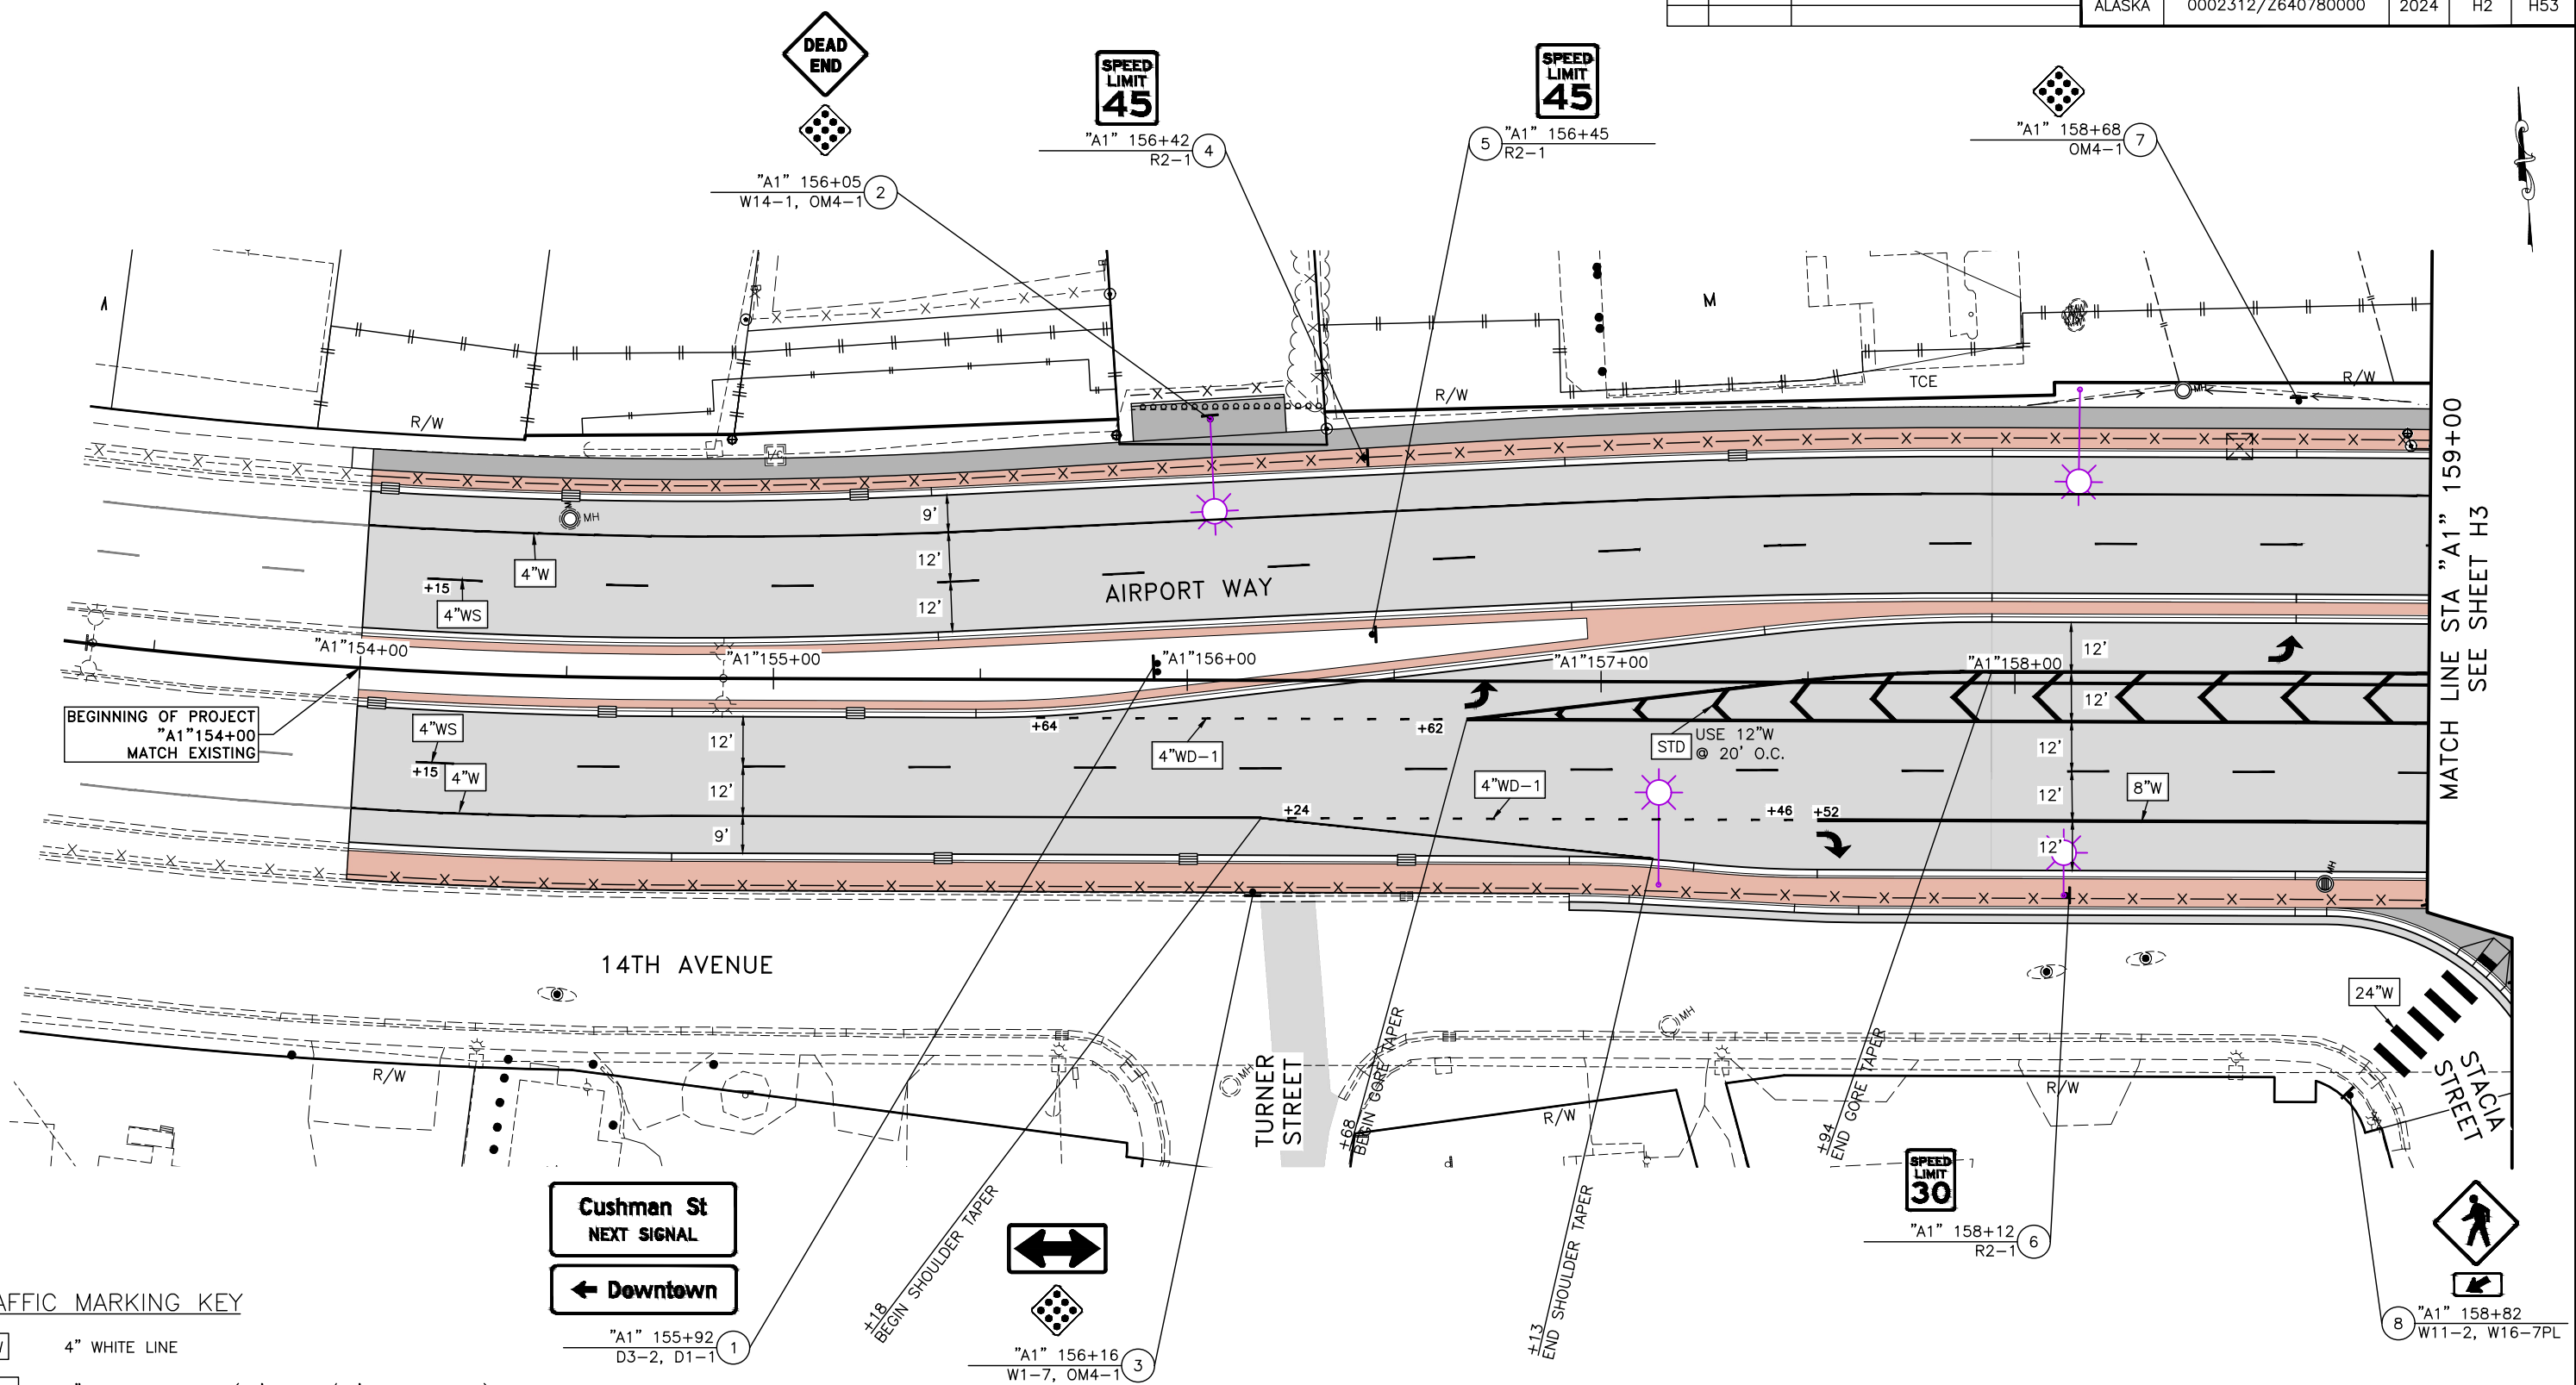 ALASKA 0002312/Z640780000 2024 H2 H53
DEAD
END
SPEED
LIMIT
45
SPEED
LIMIT
45
"A1" 156+05
W14-1, OM4-1
2
"A1" 156+42
R2-1
4
5
"A1" 156+45
R2-1
"A1" 158+68
OM4-1
7
M
R/W
R/W
TCE
R/W
MH
MH
4"W
+15
4"WS
9'
12'
12'
AIRPORT WAY
MATCH LINE STA "A1" 159+00
SEE SHEET H3
"A1"154+00
"A1"155+00
"A1"156+00
"A1"157+00
"A1"158+00
BEGINNING OF PROJECT
"A1"154+00
MATCH EXISTING
4"WS
+15
4"W
12'
12'
9'
+64
4"WD-1
+62
STD
USE 12"W
@ 20' O.C.
4"WD-1
+24
+46
+52
8"W
12'
12'
12'
12'
12'
MH
14TH AVENUE
R/W
TURNER
STREET
MH
MH
R/W
R/W
24"W
STACIA
STREET
+68
BEGIN GORE TAPER
+94
END GORE TAPER
+18
BEGIN SHOULDER TAPER
+13
END SHOULDER TAPER
Cushman St
NEXT SIGNAL
Downtown
"A1" 155+92
D3-2, D1-1
1
"A1" 156+16
W1-7, OM4-1
3
SPEED
LIMIT
30
"A1" 158+12
R2-1
6
8
"A1" 158+82
W11-2, W16-7PL
AFFIC MARKING KEY
4" WHITE LINE